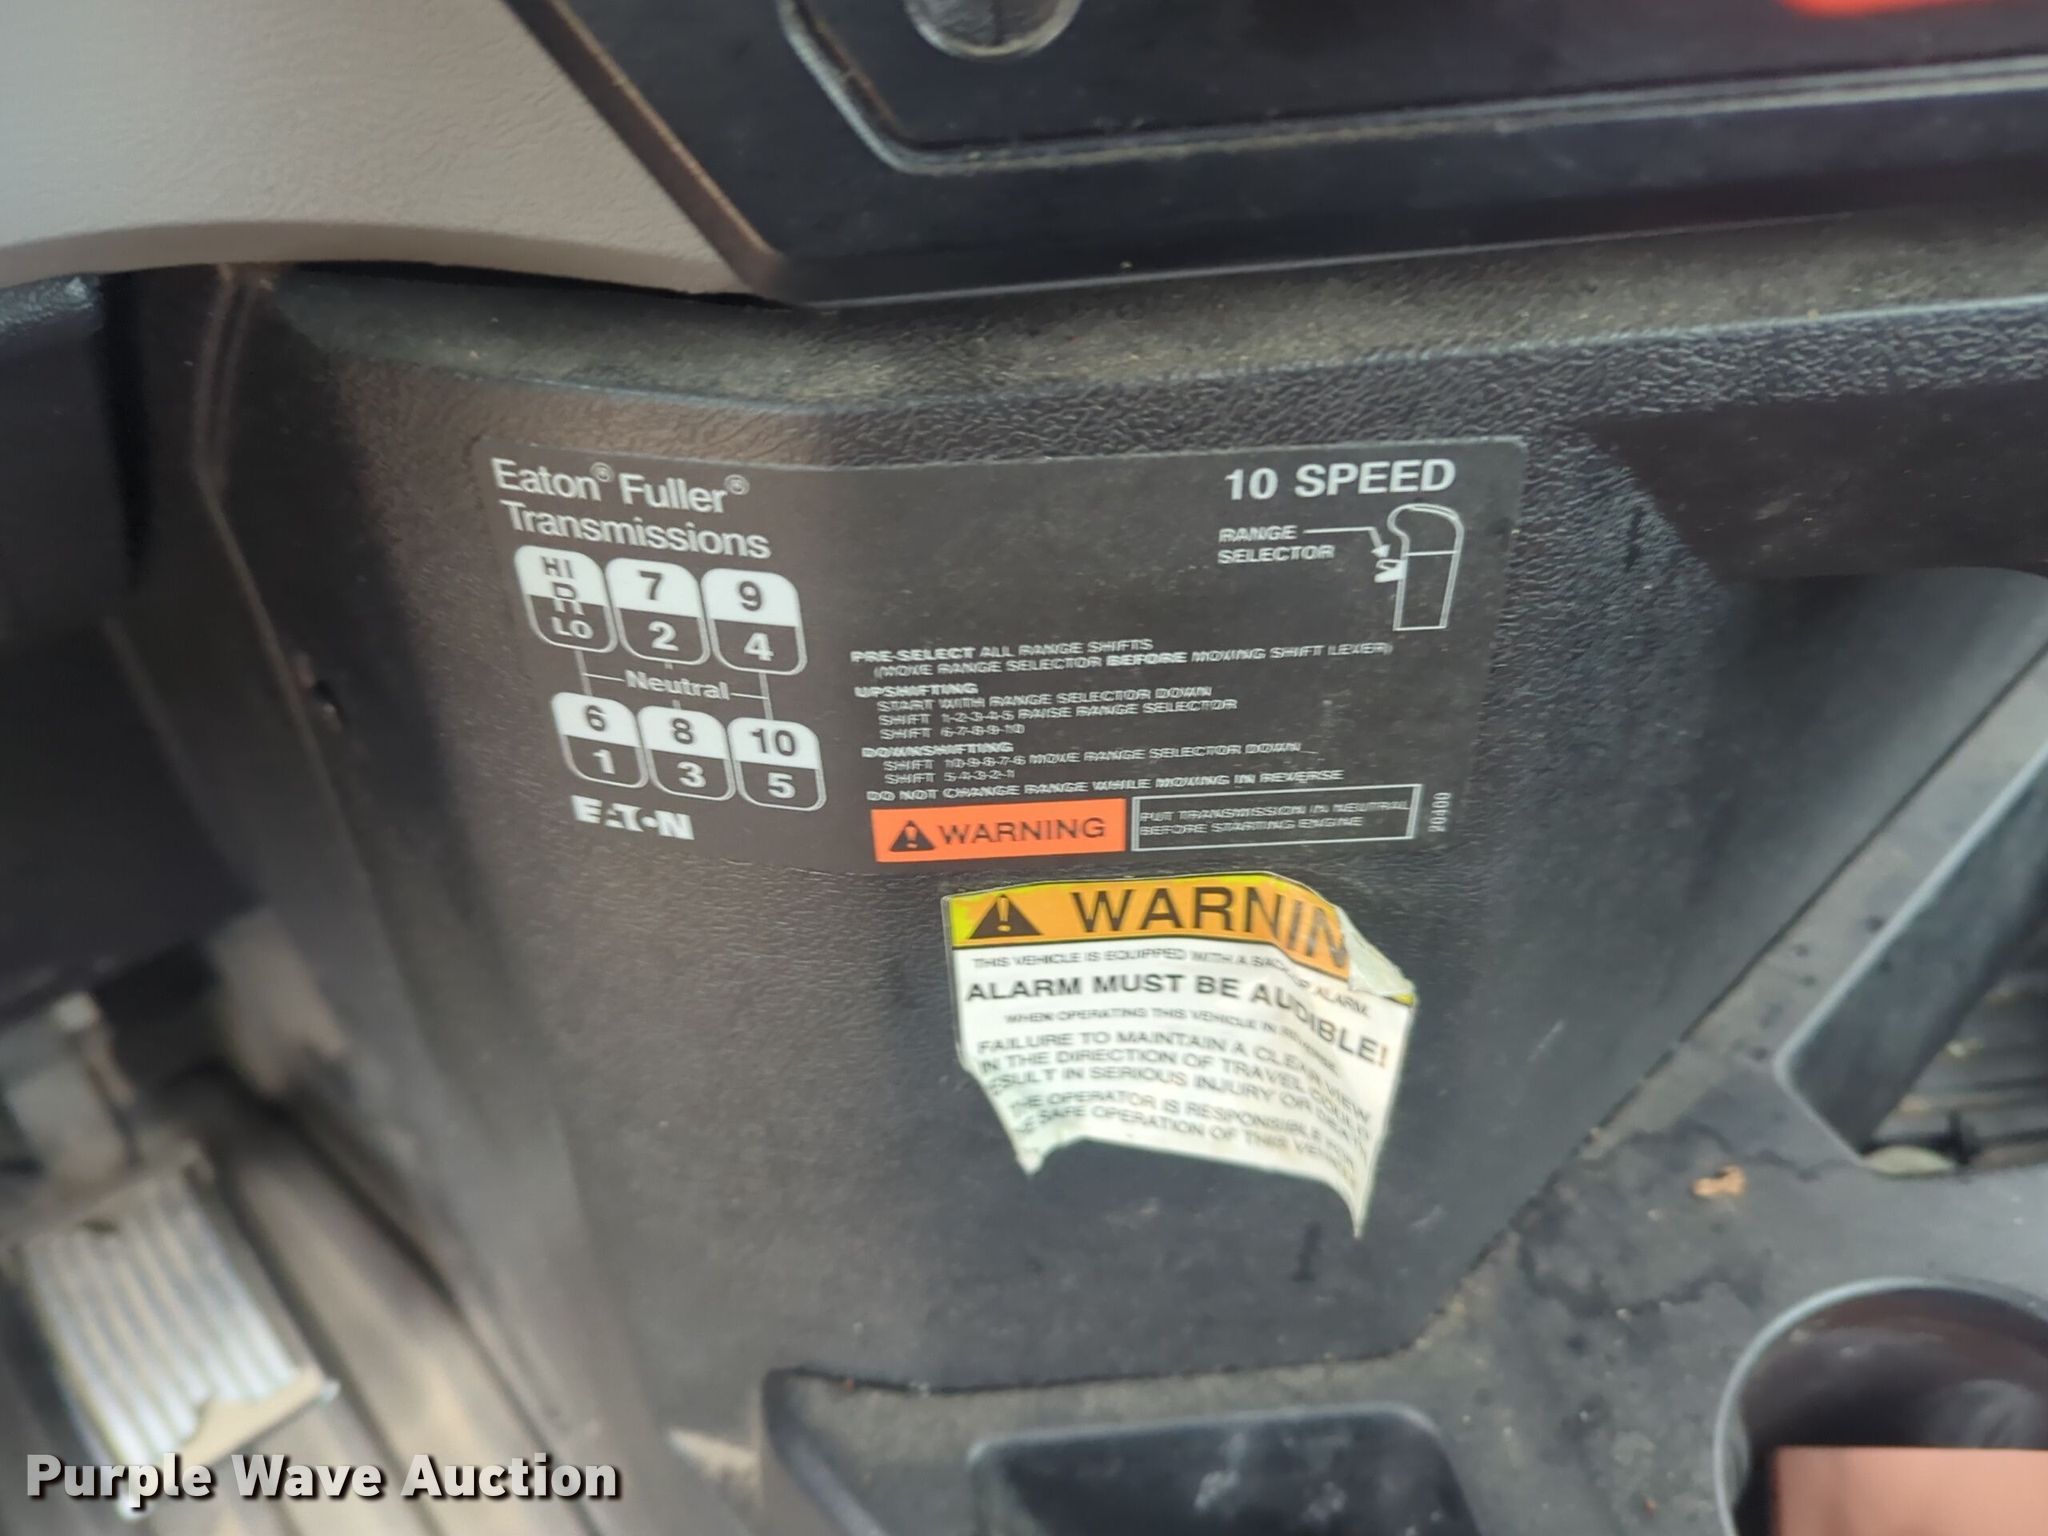 Eaton® Fuller®
Transmissions
10 SPEED
RANGE
SELECTOR
HI 7 9
R
LO 2 4
Neutral
6 8 10
1 3 5
EATON
PRE-SELECT ALL RANGE SHIFTS
(MOVE RANGE SELECTOR BEFORE MOVING SHIFT LEVER)
UPSHIFTING
START WITH RANGE SELECTOR DOWN
SHIFT 1-2-3-4-5 RAISE RANGE SELECTOR
SHIFT 6-7-8-9-10
DOWNSHIFTING
SHIFT 10-9-8-7-6 MOVE RANGE SELECTOR DOWN
SHIFT 5-4-3-2-1
DO NOT CHANGE RANGE WHILE MOVING IN REVERSE
WARNING
PUT TRANSMISSION IN NEUTRAL
BEFORE STARTING ENGINE
WARNIN
THIS VEHICLE IS EQUIPPED WITH A BACK-UP ALARM.
ALARM MUST BE AUDIBLE!
WHEN OPERATING THIS VEHICLE IN REVERSE.
FAILURE TO MAINTAIN A CLEAR VIEW
IN THE DIRECTION OF TRAVEL COULD
ESULT IN SERIOUS INJURY OR DEATH
THE OPERATOR IS RESPONSIBLE FOR
E SAFE OPERATION OF THIS VEHICLE
Purple Wave Auction